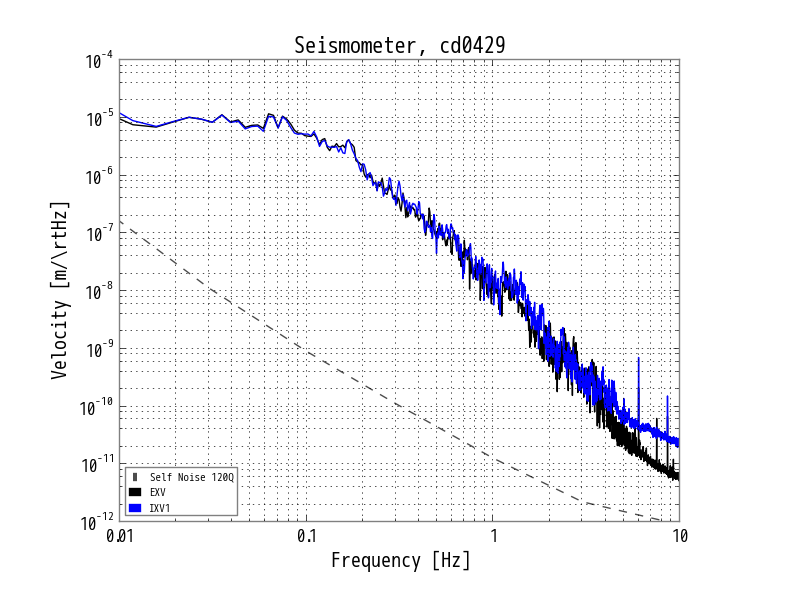 Seismometer, cd0429
10-4
10-5
10-6
10-7
10-8
10-9
10-10
10-11
10-12
Velocity [m/\rtHz]
Self Noise 120Q
EXV
IXV1
0.01 0.1 1 10
Frequency [Hz]